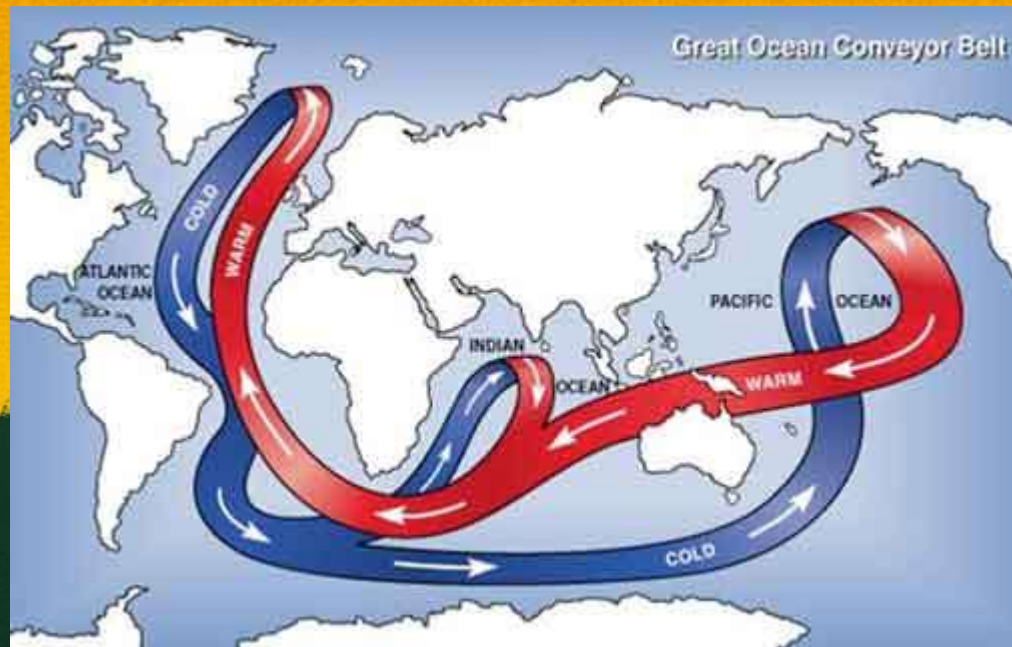 Great Ocean Conveyor Belt
COLD
WARM
ATLANTIC
OCEAN
PACIFIC
OCEAN
INDIAN
OCEAN
WARM
COLD